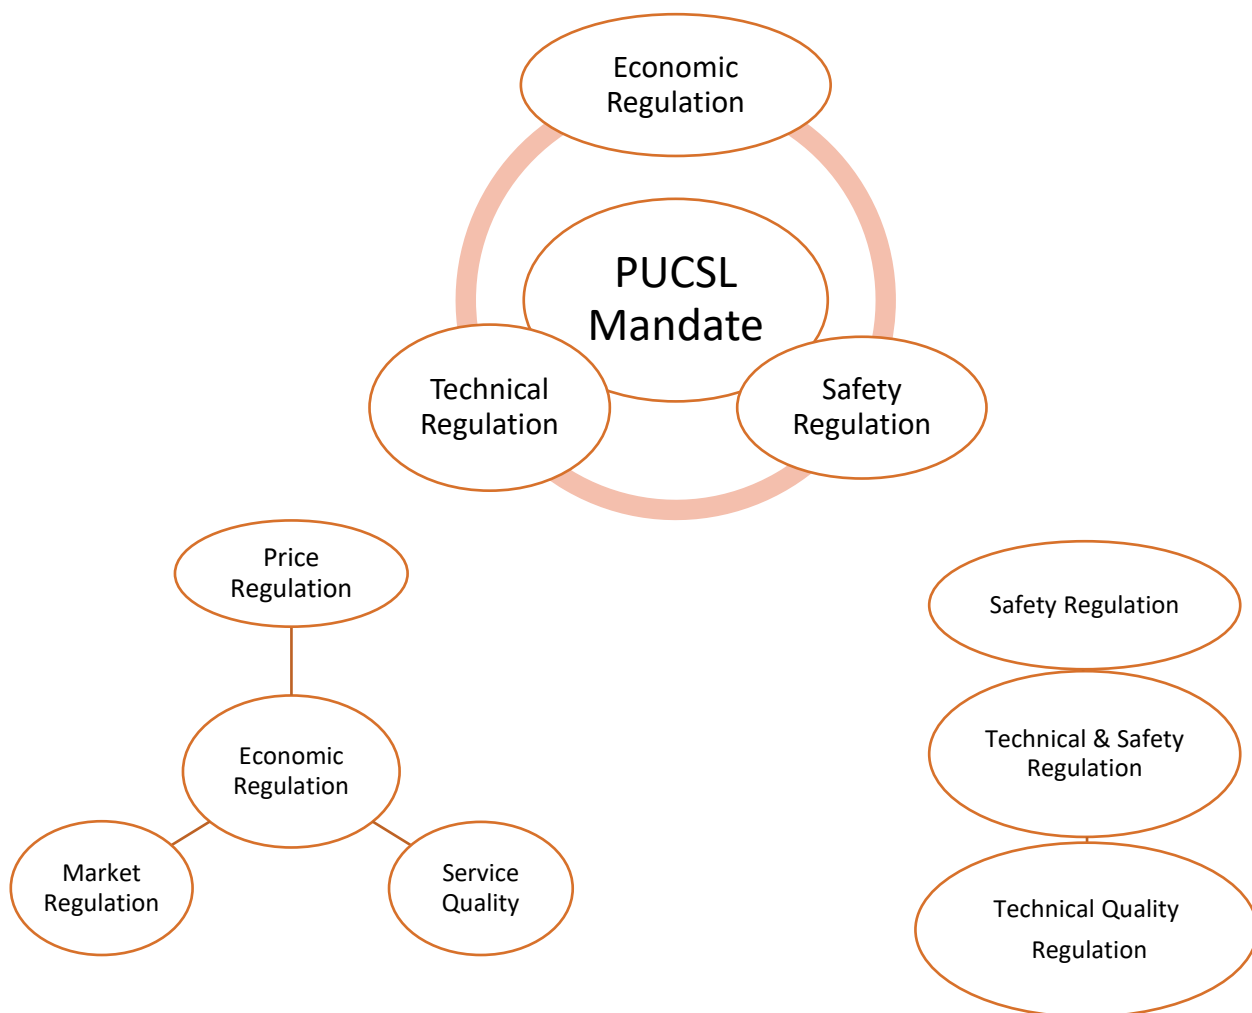 Economic
Regulation
PUCSL
Mandate
Technical
Regulation
Safety
Regulation
Price
Regulation
Economic
Regulation
Market
Regulation
Service
Quality
Safety Regulation
Technical & Safety
Regulation
Technical Quality
Regulation